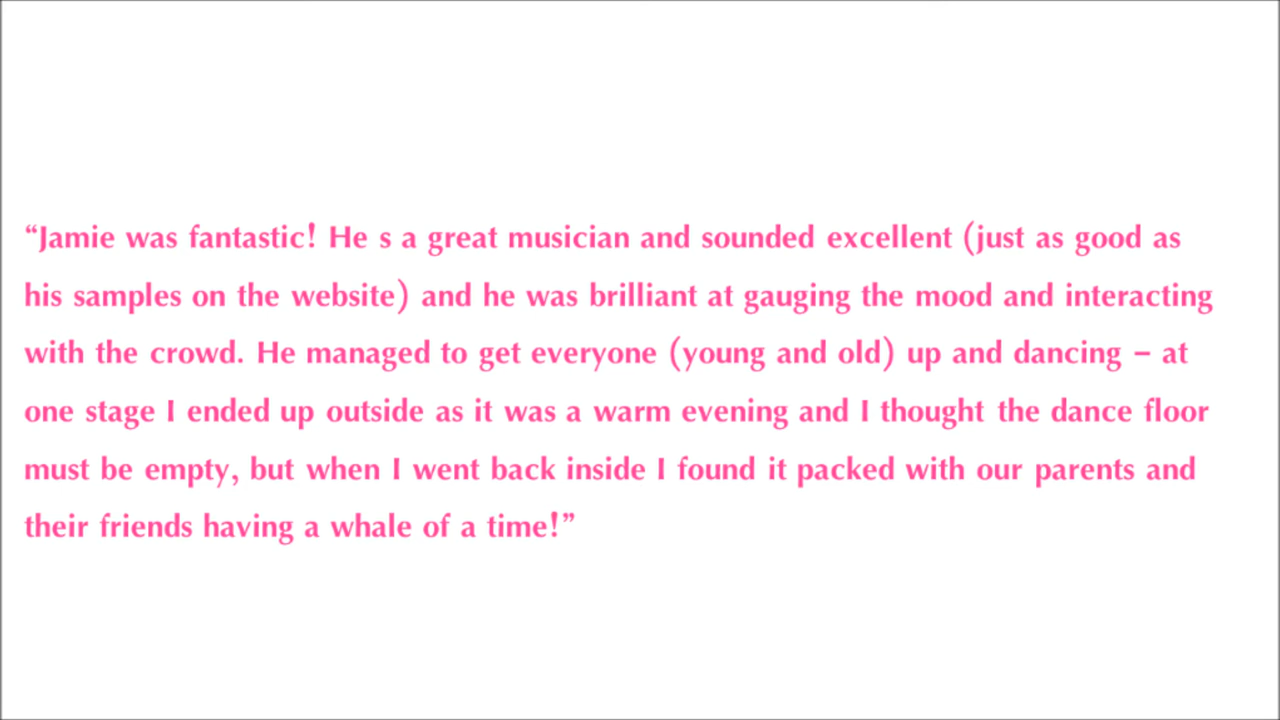 “Jamie was fantastic! He s a great musician and sounded excellent (just as good as
his samples on the website) and he was brilliant at gauging the mood and interacting
with the crowd. He managed to get everyone (young and old) up and dancing – at
one stage I ended up outside as it was a warm evening and I thought the dance floor
must be empty, but when I went back inside I found it packed with our parents and
their friends having a whale of a time!”